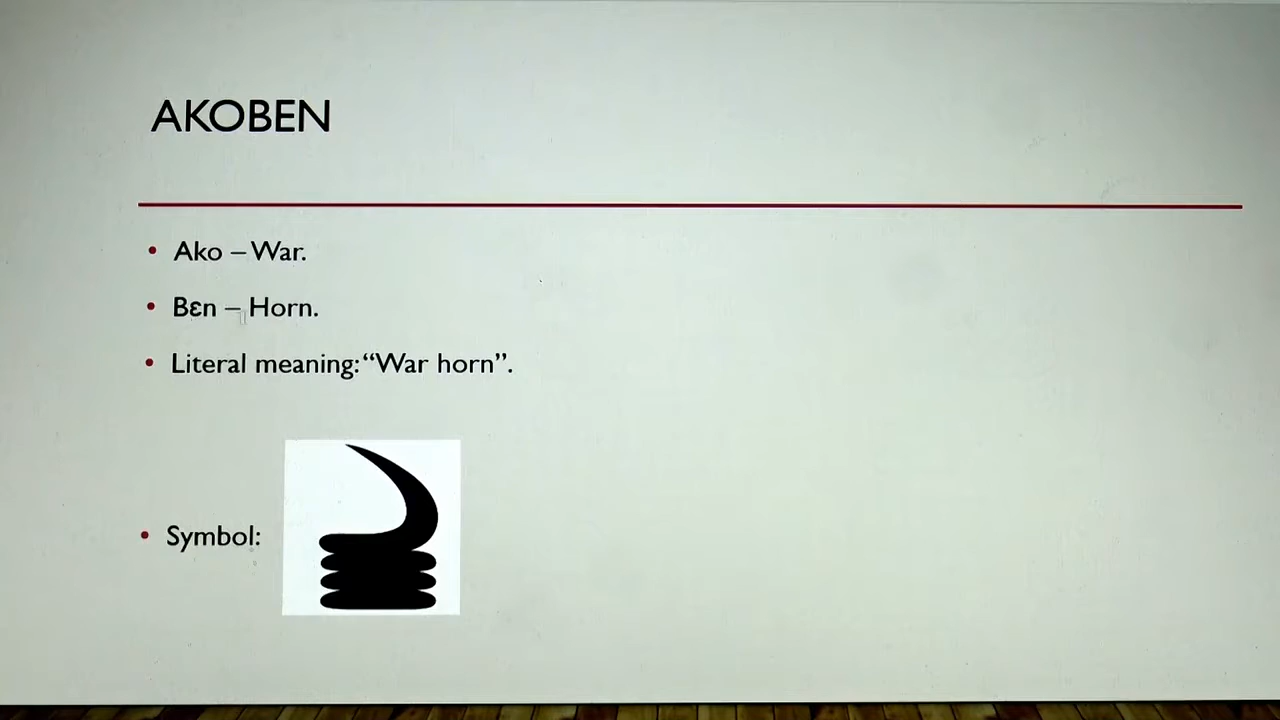 AKOBEN
• Ako – War.
• Bɛn – Horn.
• Literal meaning: “War horn”.
• Symbol: